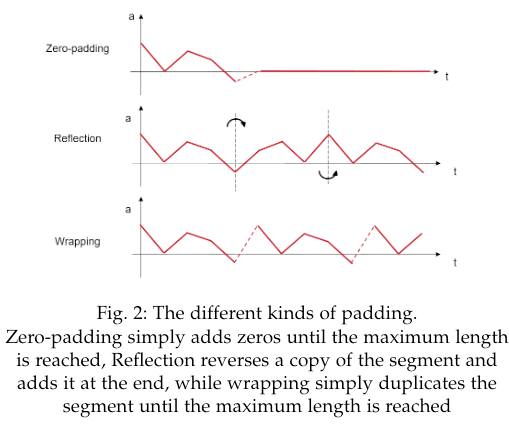 a
Zero-padding
t
a
Reflection
t
a
Wrapping
t
Fig. 2: The different kinds of padding.
Zero-padding simply adds zeros until the maximum length
is reached, Reflection reverses a copy of the segment and
adds it at the end, while wrapping simply duplicates the
segment until the maximum length is reached